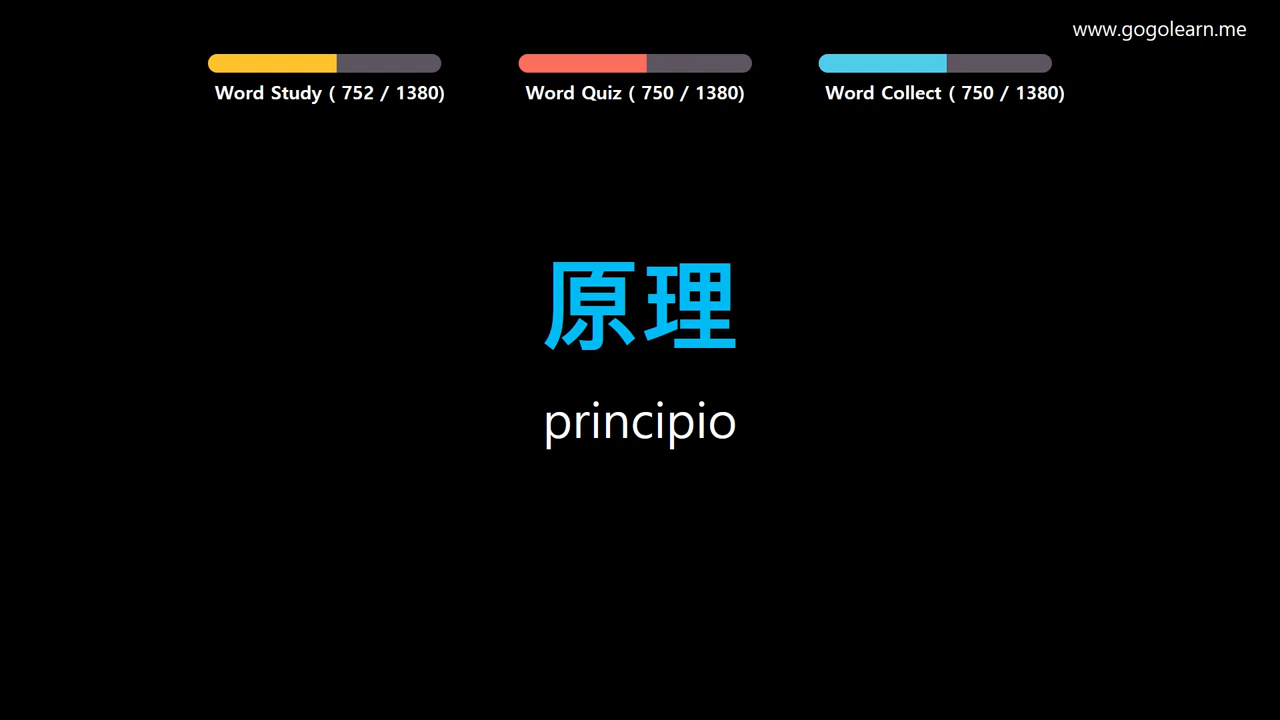 www.gogolearn.me
Word Study ( 752 / 1380)
Word Quiz ( 750 / 1380)
Word Collect ( 750 / 1380)
原理
principio